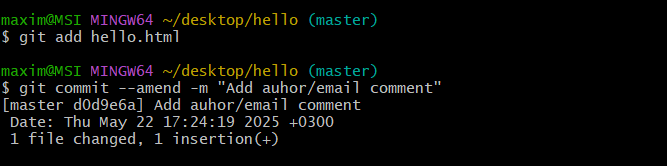 maxim@MSI MINGW64 ~/desktop/hello (master)
$ git add hello.html
maxim@MSI MINGW64 ~/desktop/hello (master)
$ git commit --amend -m "Add auhor/email comment"
[master d0d9e6a] Add auhor/email comment
 Date: Thu May 22 17:24:19 2025 +0300
 1 file changed, 1 insertion(+)